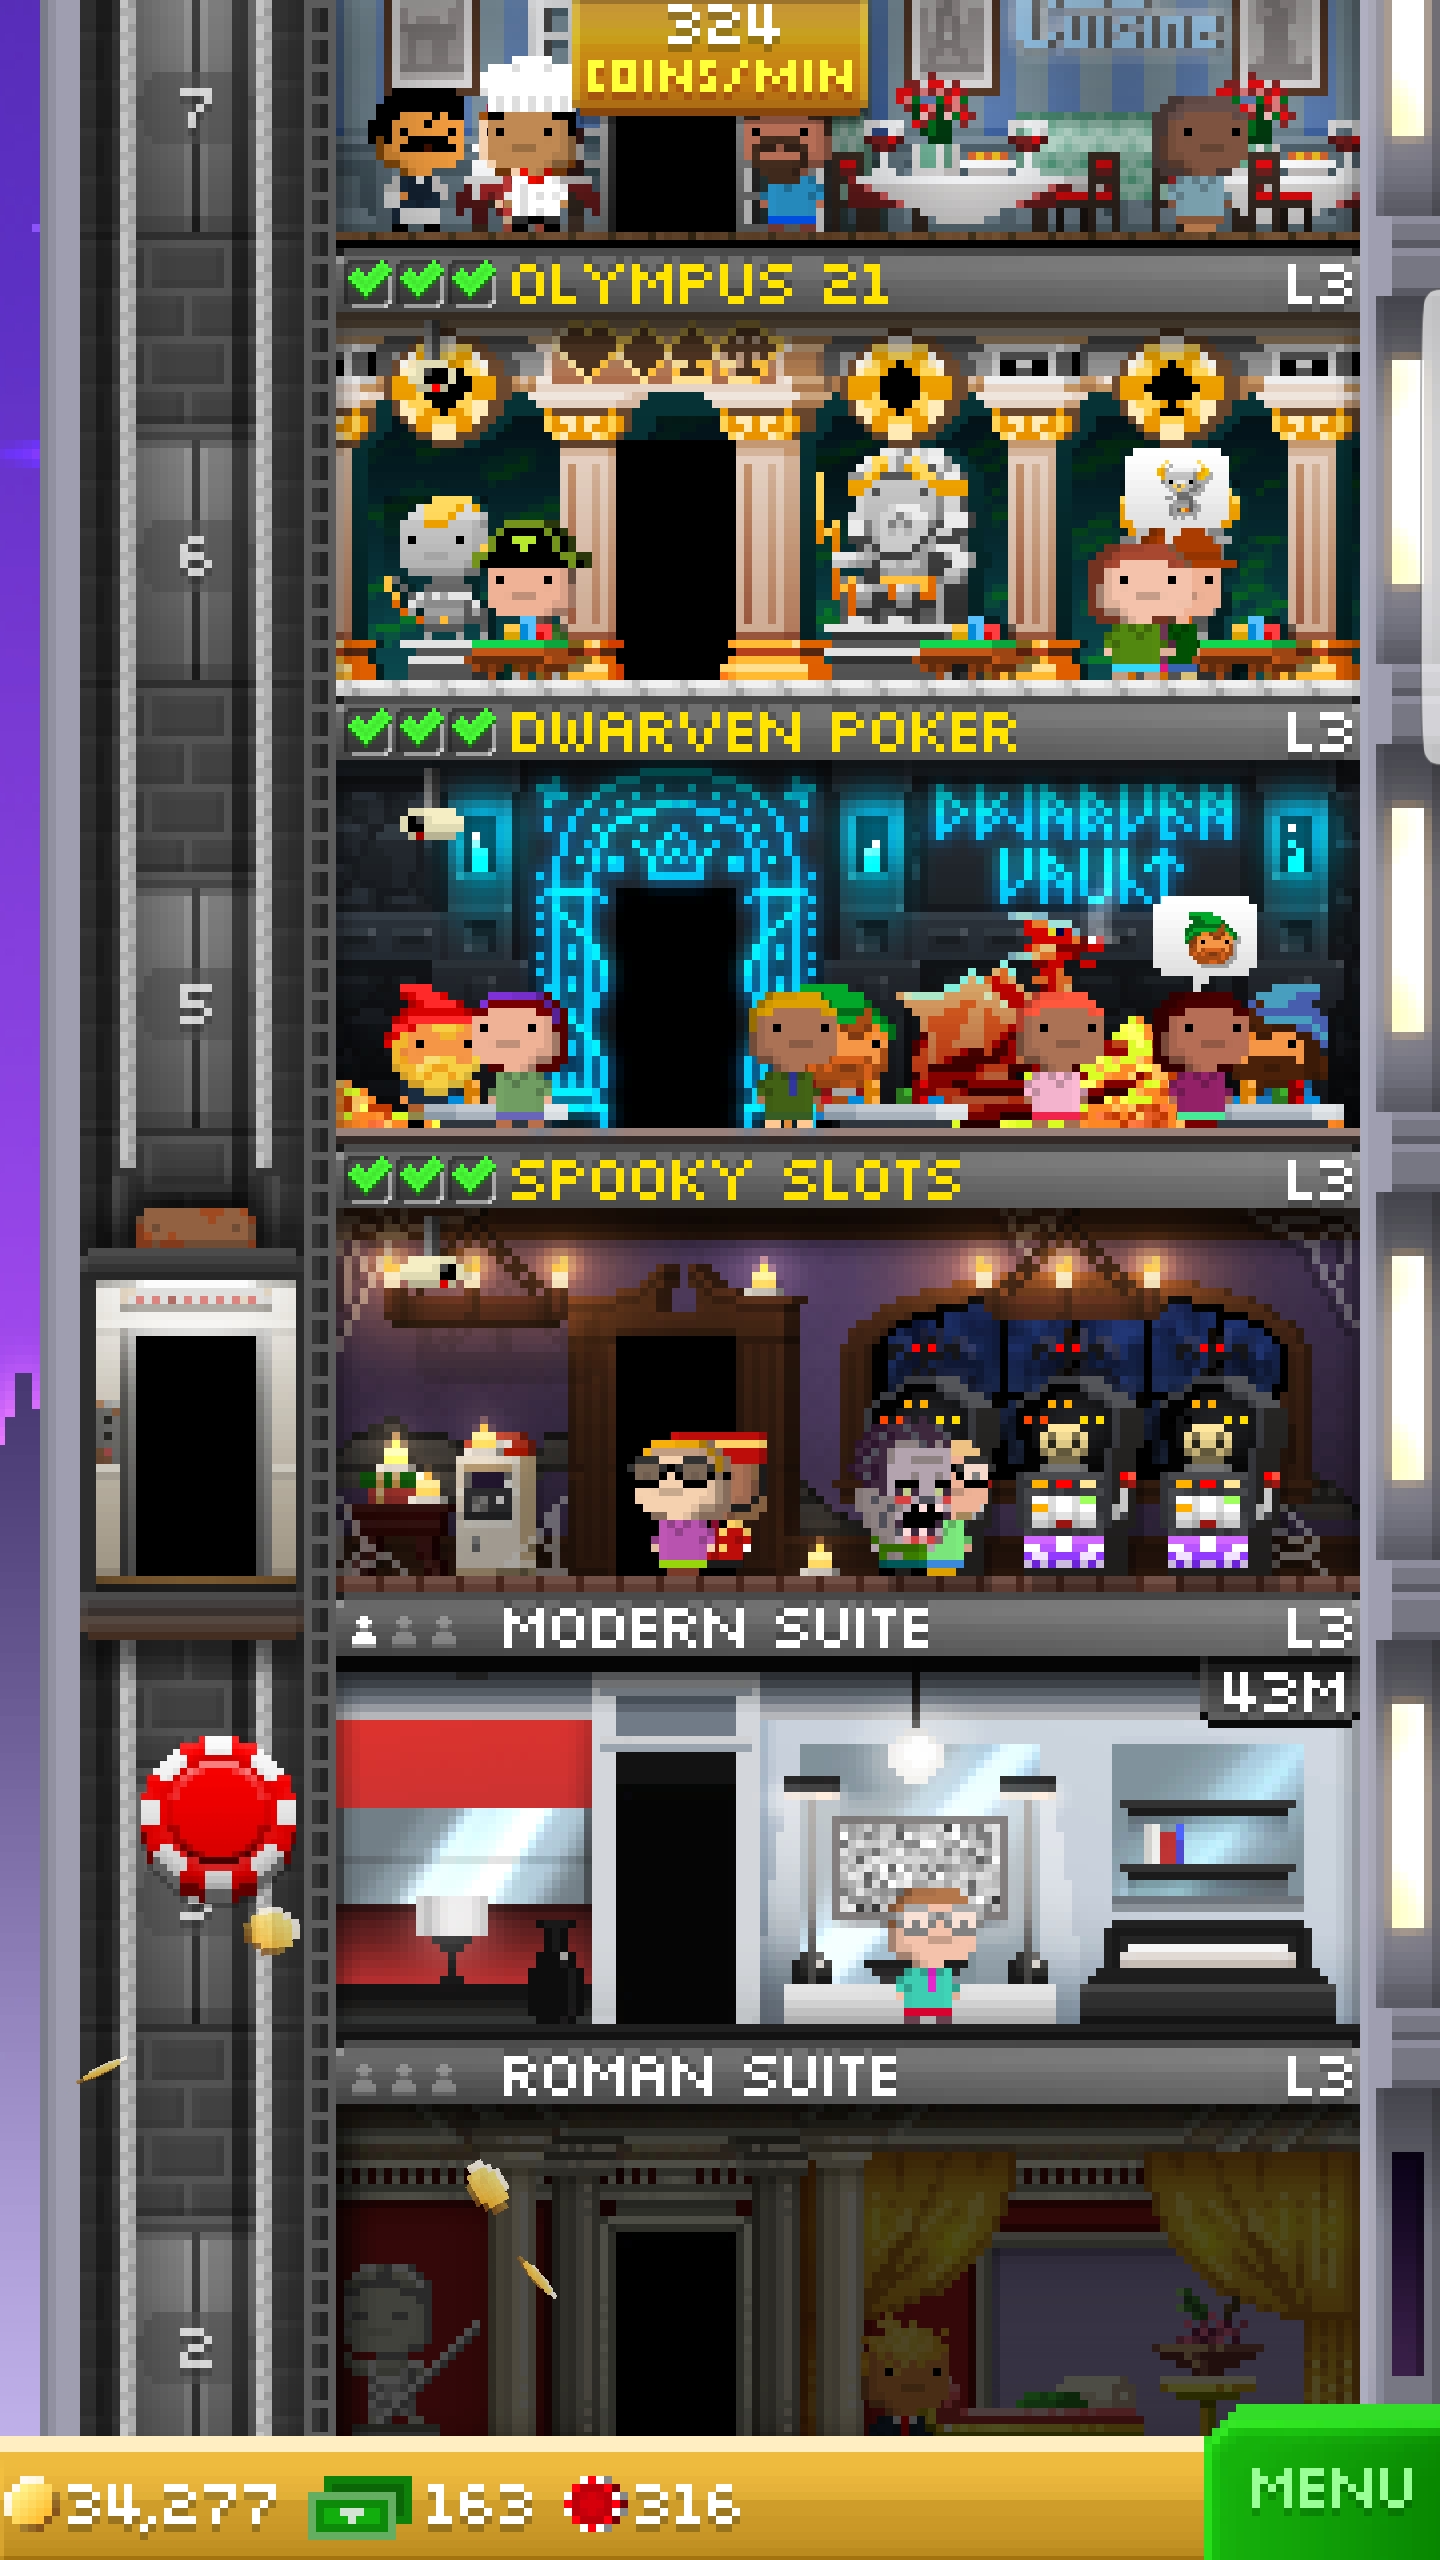 Cuisine
324
COINS/MIN
7
OLYMPUS 21 L3
6
DWARVEN POKER L3
DWARVEN
VAULT
5
SPOOKY SLOTS L3
MODERN SUITE L3
43M
ROMAN SUITE L3
2
34,277 163 316
MENU